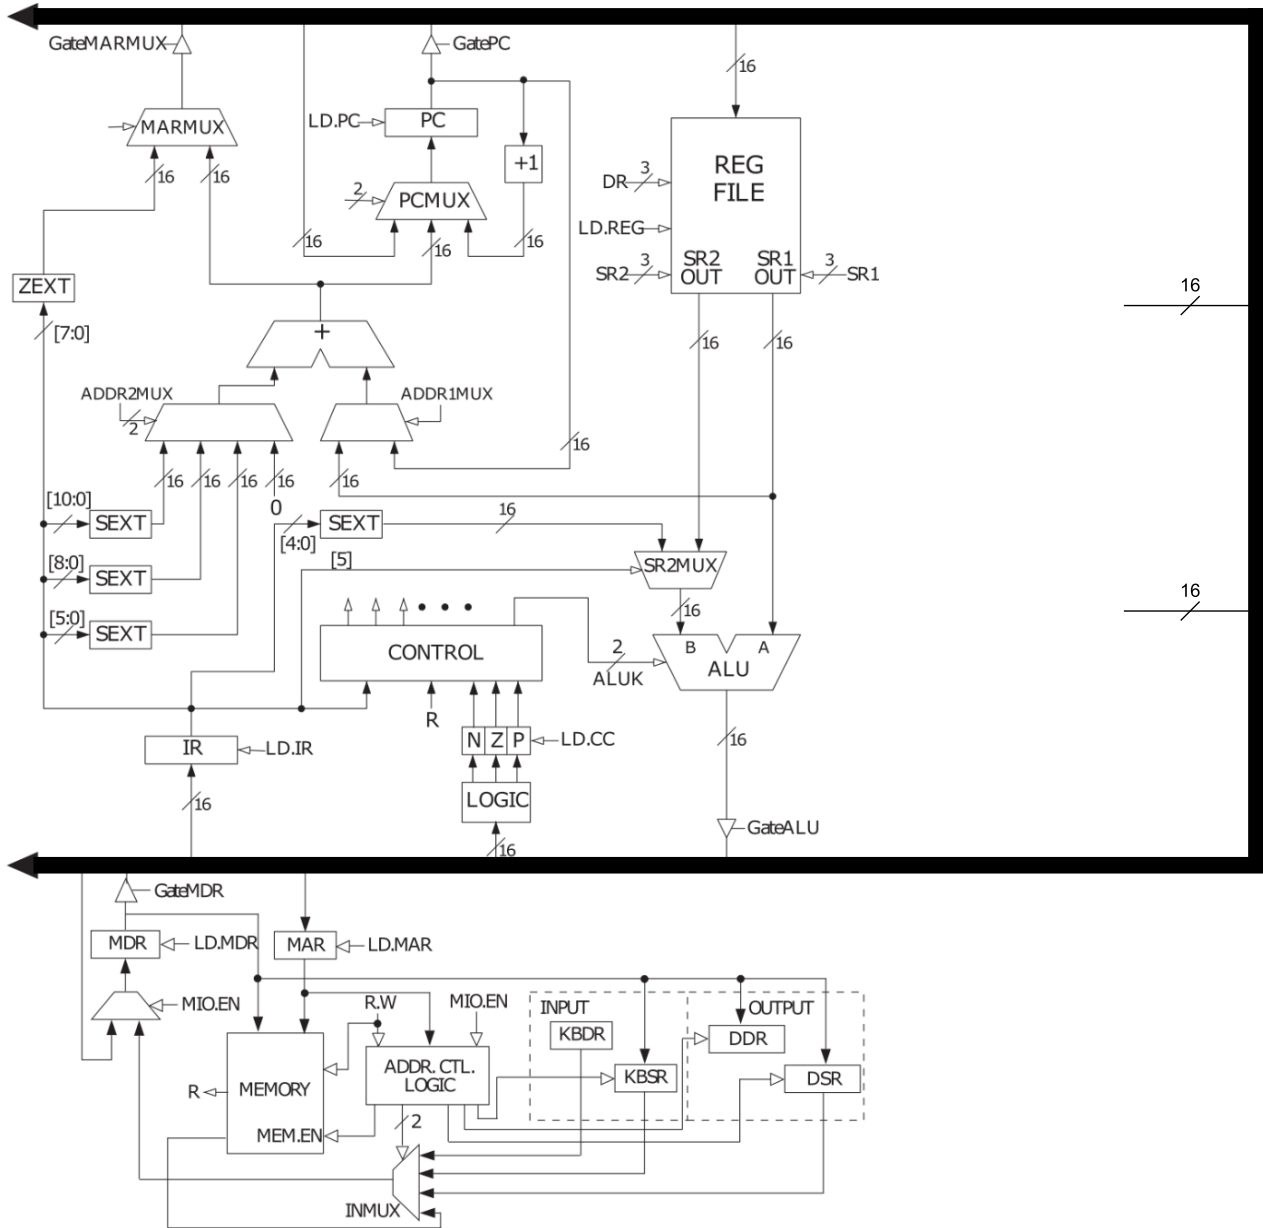 GateMARMUX
GatePC
16
MARMUX
LD.PC
PC
+1
16
16
2
PCMUX
16
16
16
REG
FILE
DR
3
LD.REG
SR2
3
SR2
OUT
SR1
OUT
3
SR1
ZEXT
[7:0]
+
16
16
16
ADDR2MUX
2
ADDR1MUX
16
16
16
16
16
16
0
[10:0]
SEXT
[4:0]
SEXT
16
[8:0]
SEXT
[5]
SR2MUX
[5:0]
SEXT
16
16
CONTROL
B
A
ALU
2
ALUK
R
IR
LD.IR
N
Z
P
LD.CC
16
16
LOGIC
16
GateALU
GateMDR
MDR
LD.MDR
MAR
LD.MAR
MIO.EN
R.W
MIO.EN
INPUT
OUTPUT
KBDR
DDR
R
MEMORY
ADDR. CTL.
LOGIC
KBSR
DSR
MEM.EN
2
INMUX